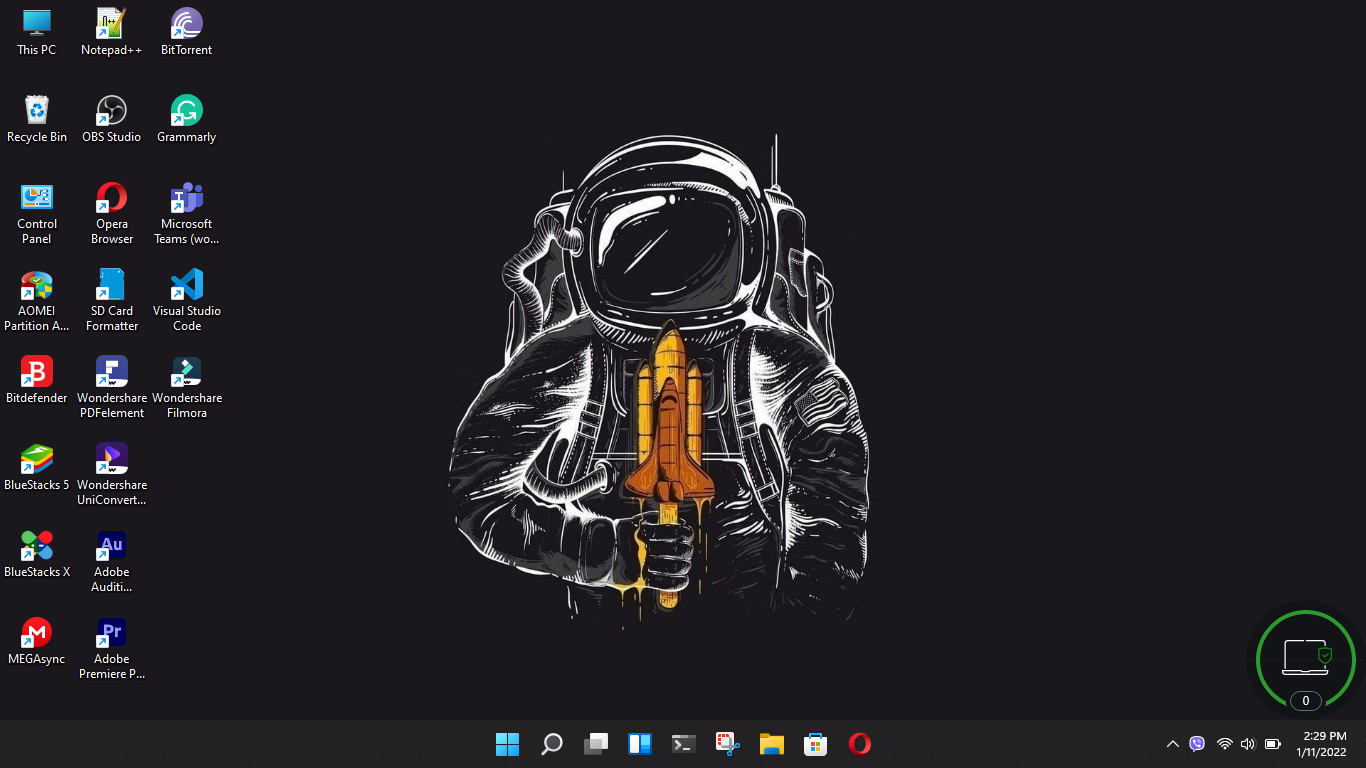 This PC
Notepad++
BitTorrent
Recycle Bin
OBS Studio
Grammarly
Control
Panel
Opera
Browser
Microsoft
Teams (wo...
AOMEI
Partition A...
SD Card
Formatter
Visual Studio
Code
Bitdefender
Wondershare
PDFelement
Wondershare
Filmora
BlueStacks 5
Wondershare
UniConvert...
BlueStacks X
Au
Adobe
Auditi...
MEGAsync
Pr
Adobe
Premiere P...
0
2:29 PM
1/11/2022